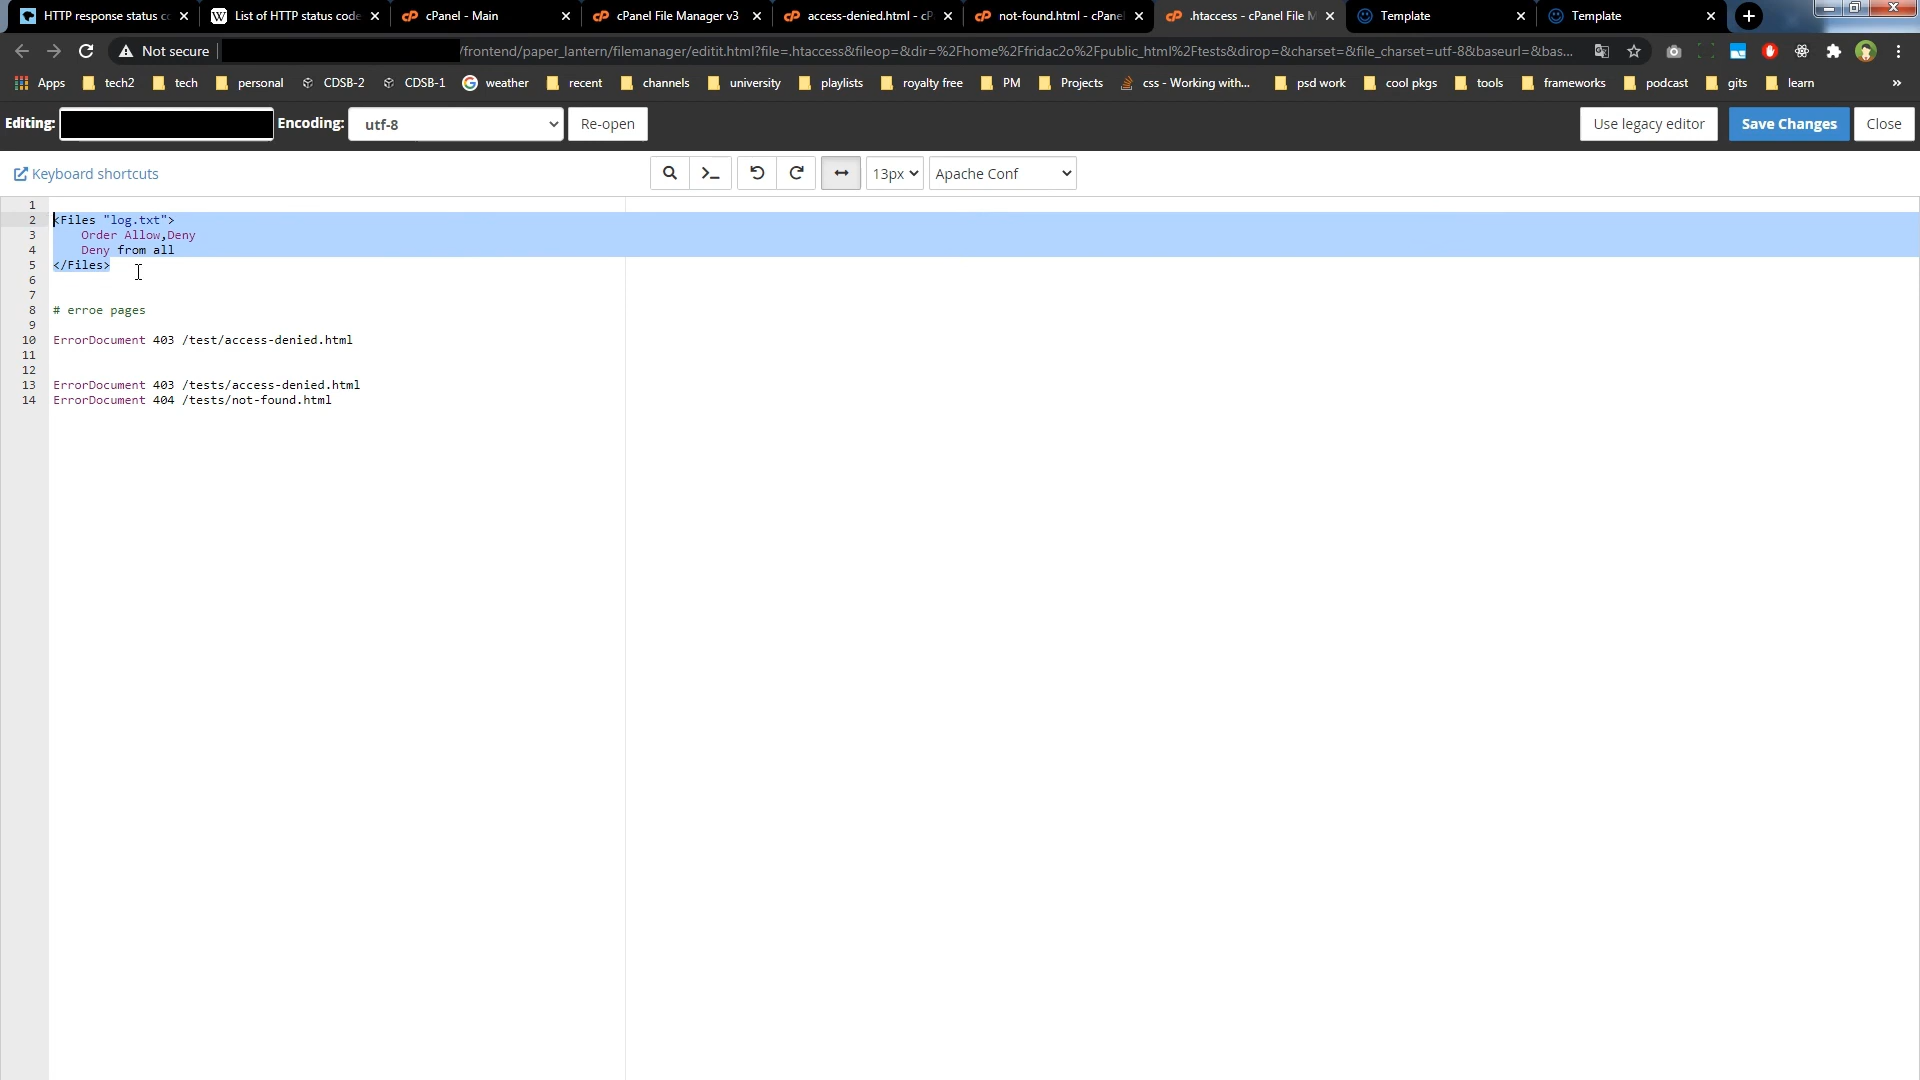 HTTP response status c
List of HTTP status code
cPanel - Main
cPanel File Manager v3
access-denied.html - cP
not-found.html - cPanel
.htaccess - cPanel File M
Template
Template
Not secure
/frontend/paper_lantern/filemanager/editit.html?file=.htaccess&fileop=&dir=%2Fhome%2Ffridac2o%2Fpublic_html%2Ftests&dirop=&charset=&file_charset=utf-8&baseurl=&bas...
Apps tech2 tech personal CDSB-2 CDSB-1 weather recent channels university playlists royalty free PM Projects css - Working with... psd work cool pkgs tools frameworks podcast gits learn »
Editing: Encoding: utf-8 Re-open Use legacy editor Save Changes Close
Keyboard shortcuts 13px Apache Conf
1
2 <Files "log.txt">
3 Order Allow,Deny
4 Deny from all
5 </Files>
6
7
8 # erroe pages
9
10 ErrorDocument 403 /test/access-denied.html
11
12
13 ErrorDocument 403 /tests/access-denied.html
14 ErrorDocument 404 /tests/not-found.html